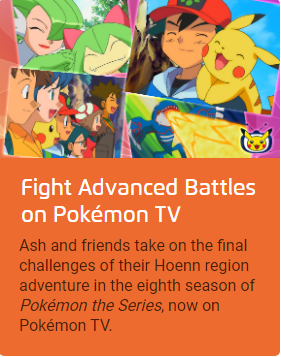 Fight Advanced Battles
on Pokémon TV
Ash and friends take on the final
challenges of their Hoenn region
adventure in the eighth season of
Pokémon the Series, now on
Pokémon TV.